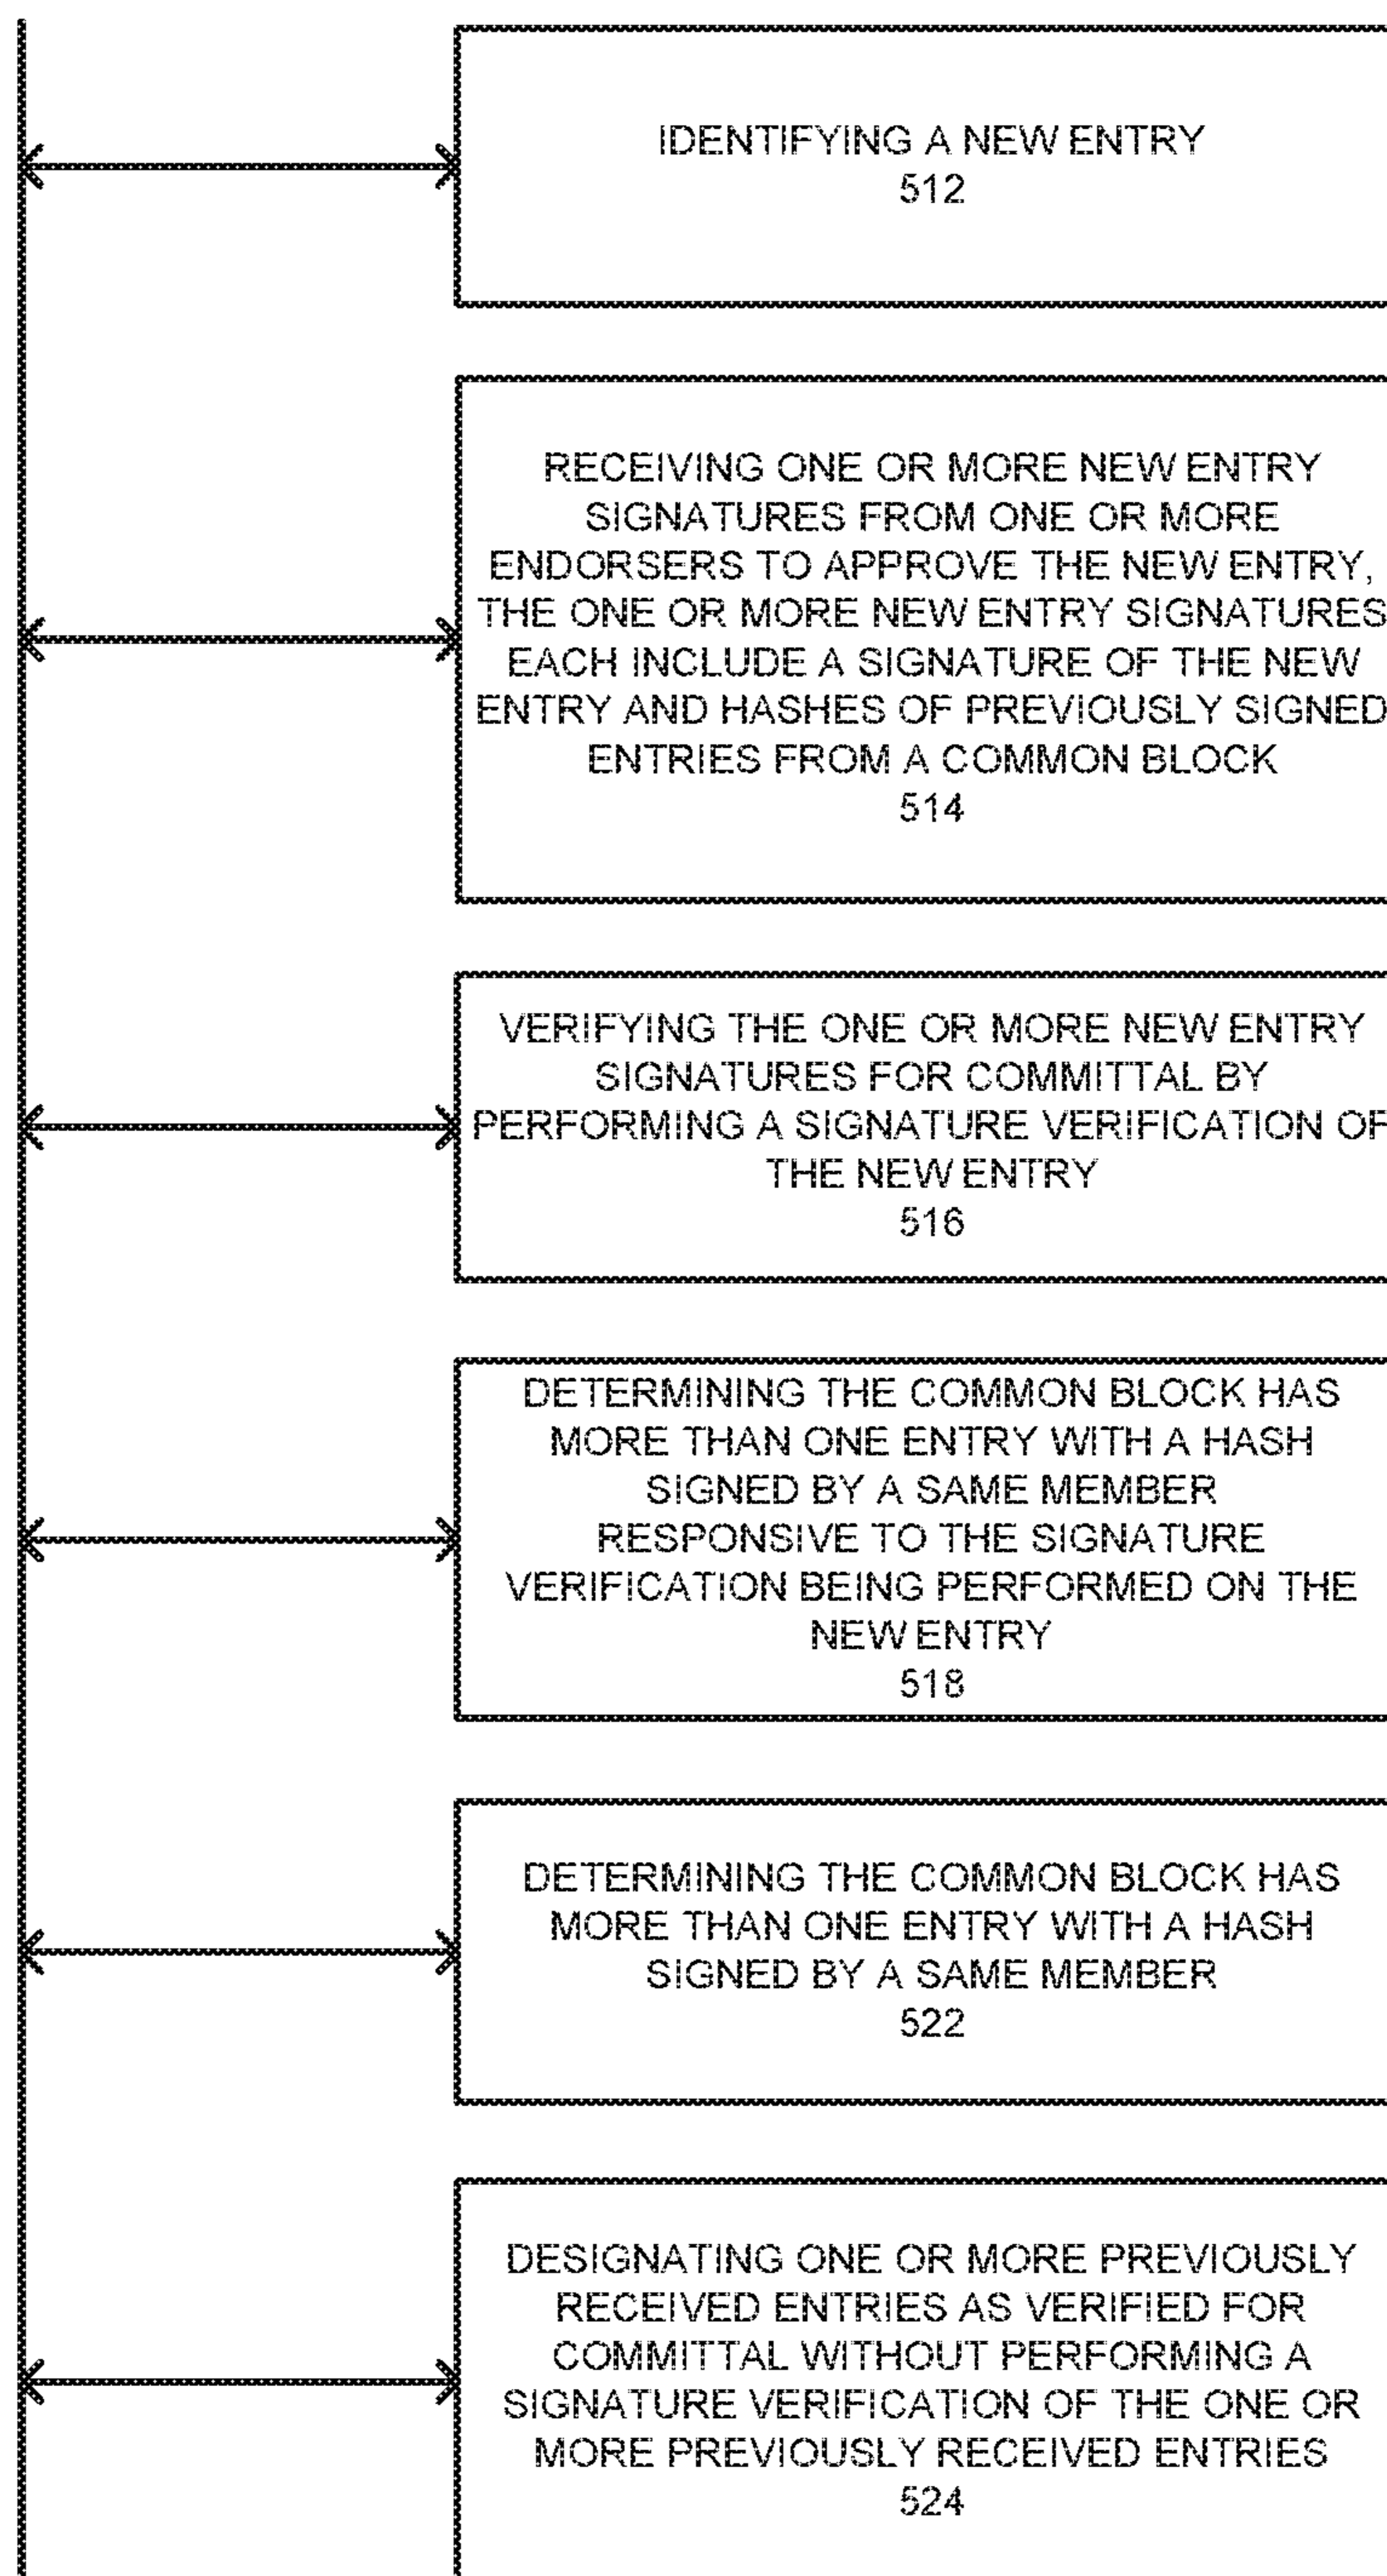 IDENTIFYING A NEW ENTRY
512
RECEIVING ONE OR MORE NEW ENTRY
SIGNATURES FROM ONE OR MORE
ENDORSERS TO APPROVE THE NEW ENTRY,
THE ONE OR MORE NEW ENTRY SIGNATURES
EACH INCLUDE A SIGNATURE OF THE NEW
ENTRY AND HASHES OF PREVIOUSLY SIGNED
ENTRIES FROM A COMMON BLOCK
514
VERIFYING THE ONE OR MORE NEW ENTRY
SIGNATURES FOR COMMITTAL BY
PERFORMING A SIGNATURE VERIFICATION OF
THE NEW ENTRY
516
DETERMINING THE COMMON BLOCK HAS
MORE THAN ONE ENTRY WITH A HASH
SIGNED BY A SAME MEMBER
RESPONSIVE TO THE SIGNATURE
VERIFICATION BEING PERFORMED ON THE
NEW ENTRY
518
DETERMINING THE COMMON BLOCK HAS
MORE THAN ONE ENTRY WITH A HASH
SIGNED BY A SAME MEMBER
522
DESIGNATING ONE OR MORE PREVIOUSLY
RECEIVED ENTRIES AS VERIFIED FOR
COMMITTAL WITHOUT PERFORMING A
SIGNATURE VERIFICATION OF THE ONE OR
MORE PREVIOUSLY RECEIVED ENTRIES
524